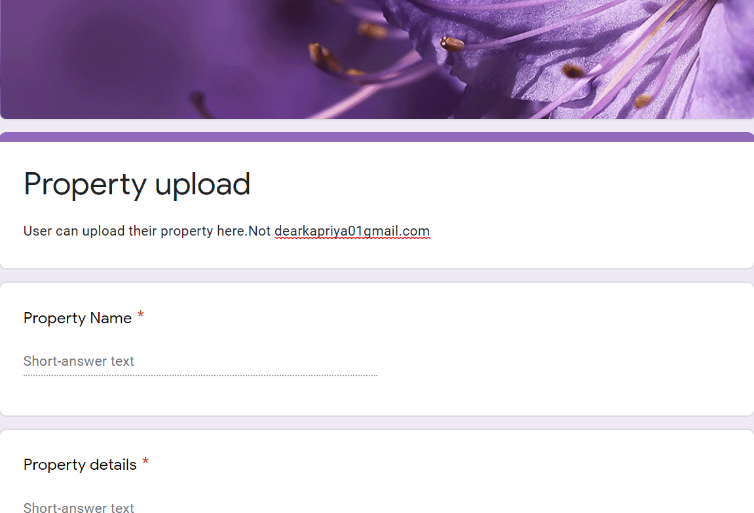 Property upload
User can upload their property here.Not dearkapriya01gmail.com
Property Name *
Short-answer text
Property details *
Short-answer text